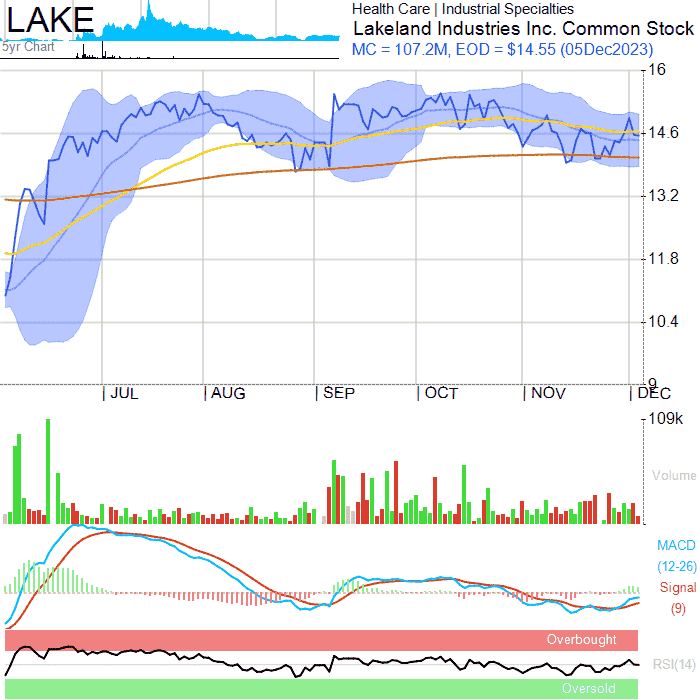 LAKE
Health Care | Industrial Specialties
Lakeland Industries Inc. Common Stock
5yr Chart
MC = 107.2M, EOD = $14.55 (05Dec2023)
16
14.6
13.2
11.8
10.4
9
JUL AUG SEP OCT NOV DEC
109k
Volume
MACD
(12-26)
Signal
(9)
Overbought
RSI(14)
Oversold